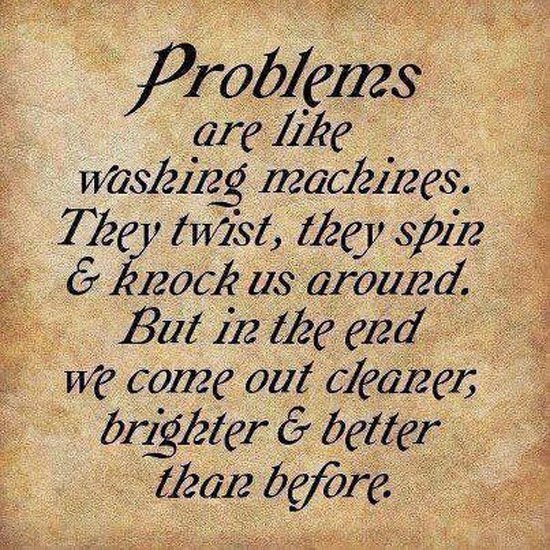 Problems
are like
washing machines.
They twist, they spin
& knock us around.
But in the end
we come out cleaner,
brighter & better
than before.